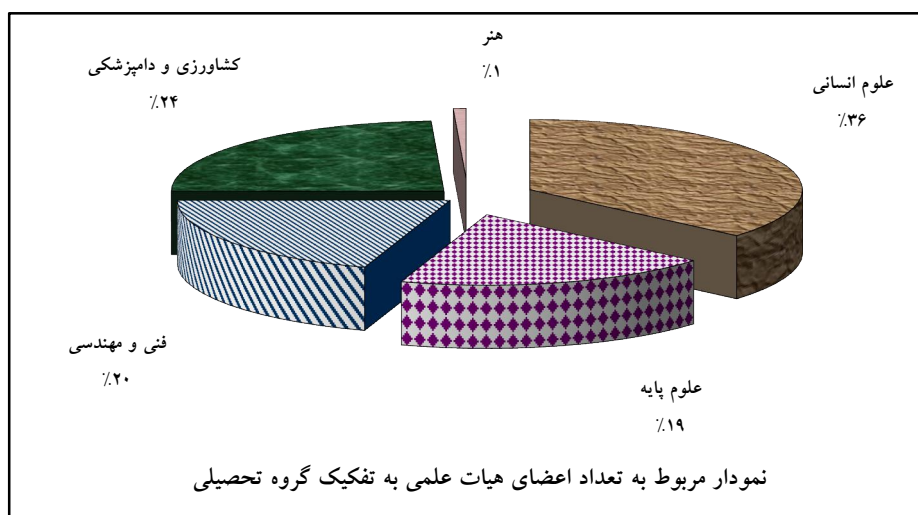 هنر
٪۱
علوم انسانی
٪۳۶
کشاورزی و دامپزشکی
٪۲۴
فنی و مهندسی
٪۲۰
علوم پایه
٪۱۹
نمودار مربوط به تعداد اعضای هیات علمی به تفکیک گروه تحصیلی